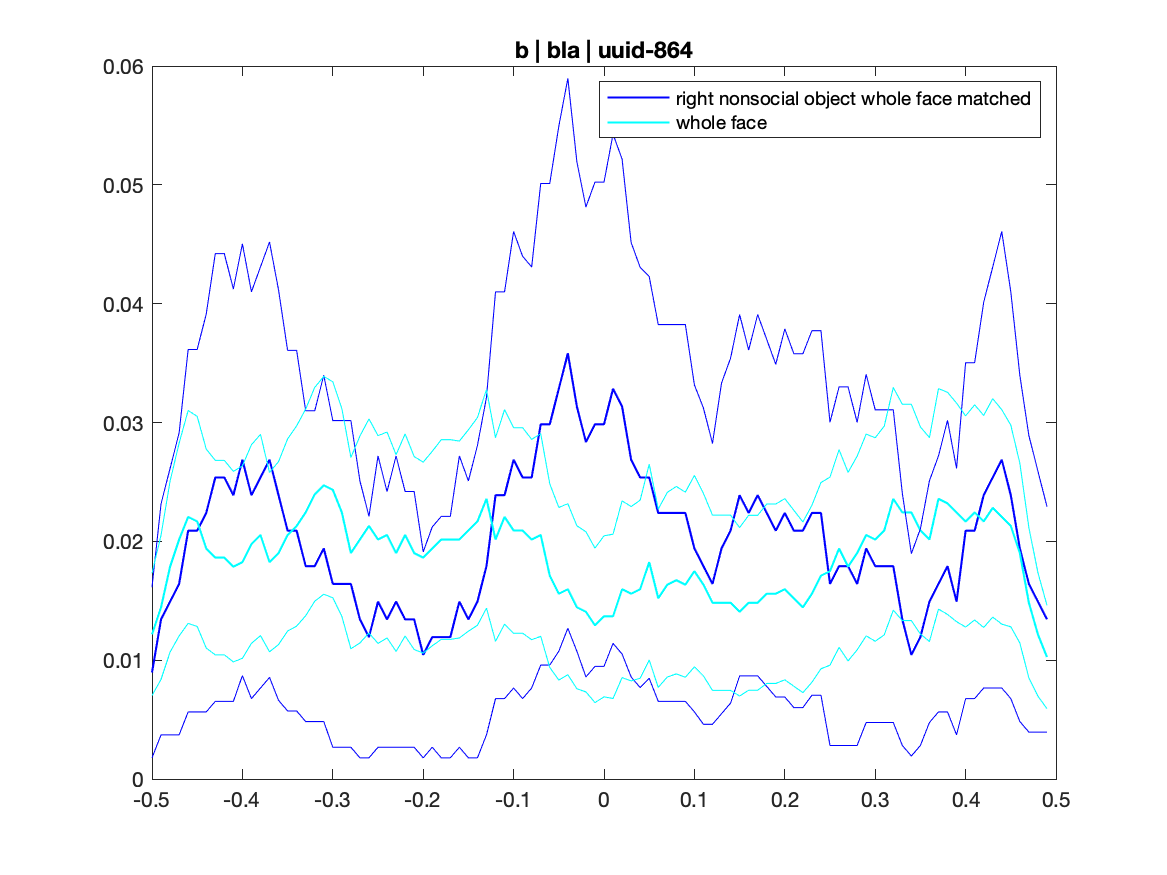 b | bla | uuid-864
0.06
0.05
0.04
0.03
0.02
0.01
0
right nonsocial object whole face matched
whole face
-0.5 -0.4 -0.3 -0.2 -0.1 0 0.1 0.2 0.3 0.4 0.5